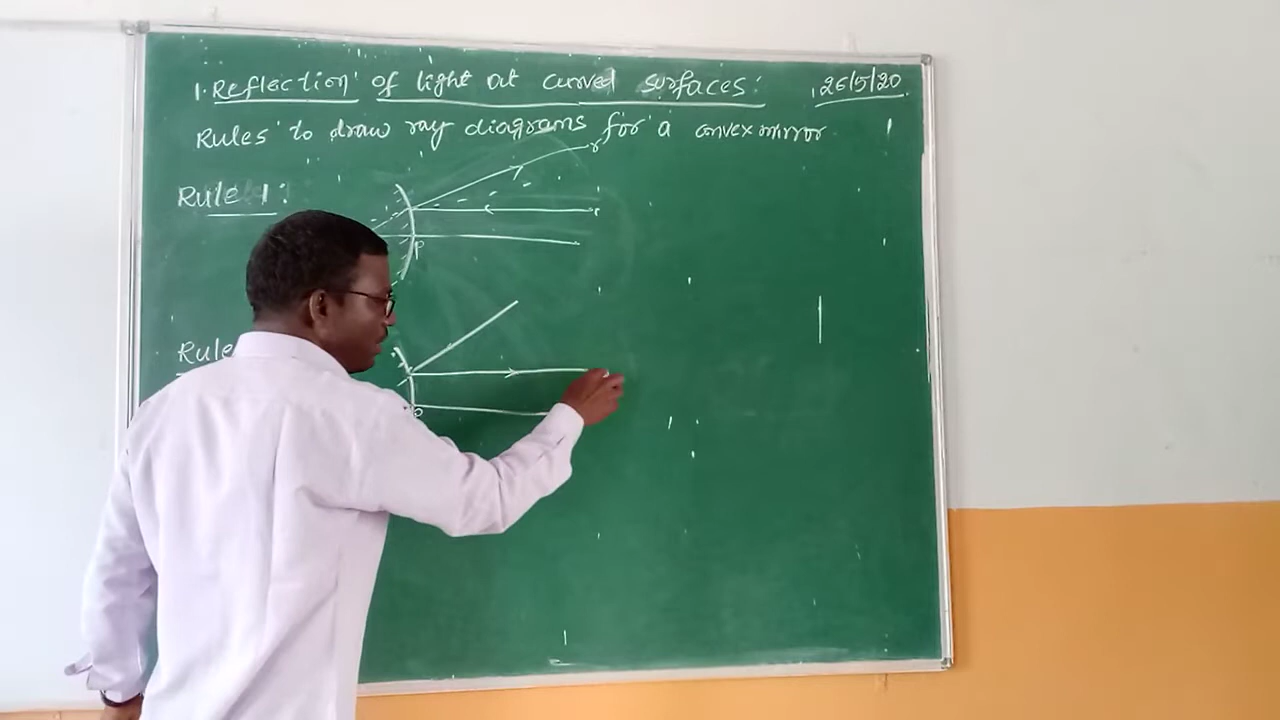 1. Reflection of light at curved surfaces: 26/5/20
Rules to draw ray diagrams for a convex mirror
Rule 1:
P
Rule
P